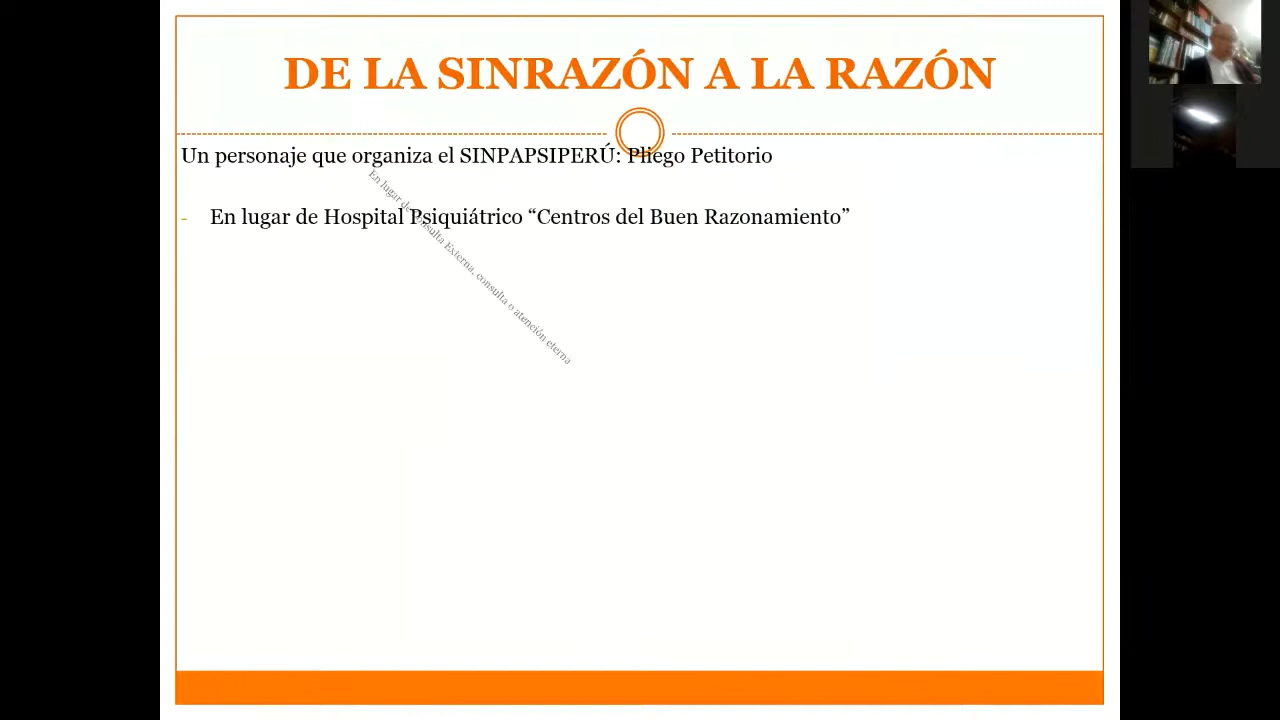 DE LA SINRAZÓN A LA RAZÓN
Un personaje que organiza el SINPAPSIPERÚ: Pliego Petitorio
- En lugar de Hospital Psiquiátrico “Centros del Buen Razonamiento”
En lugar de Consulta Externa, consulta o atención eterna